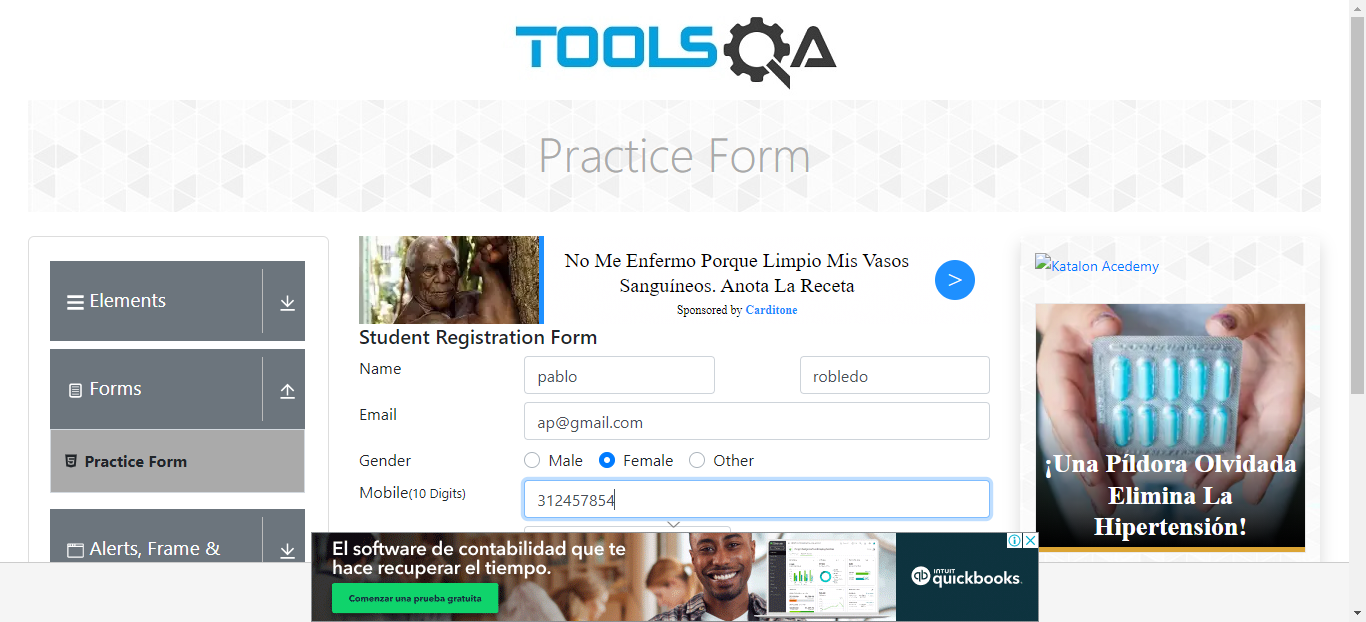 TOOLSQA
Practice Form
Elements
Forms
Practice Form
Alerts, Frame &
No Me Enfermo Porque Limpio Mis Vasos
Sanguíneos. Anota La Receta
Sponsored by Carditone
>
Student Registration Form
Name
pablo
robledo
Email
ap@gmail.com
Gender
Male
Female
Other
Mobile(10 Digits)
312457854
Katalon Acedemy
¡Una Píldora Olvidada
Elimina La
Hipertensión!
El software de contabilidad que te
hace recuperar el tiempo.
Comenzar una prueba gratuita
INTUIT
quickbooks.